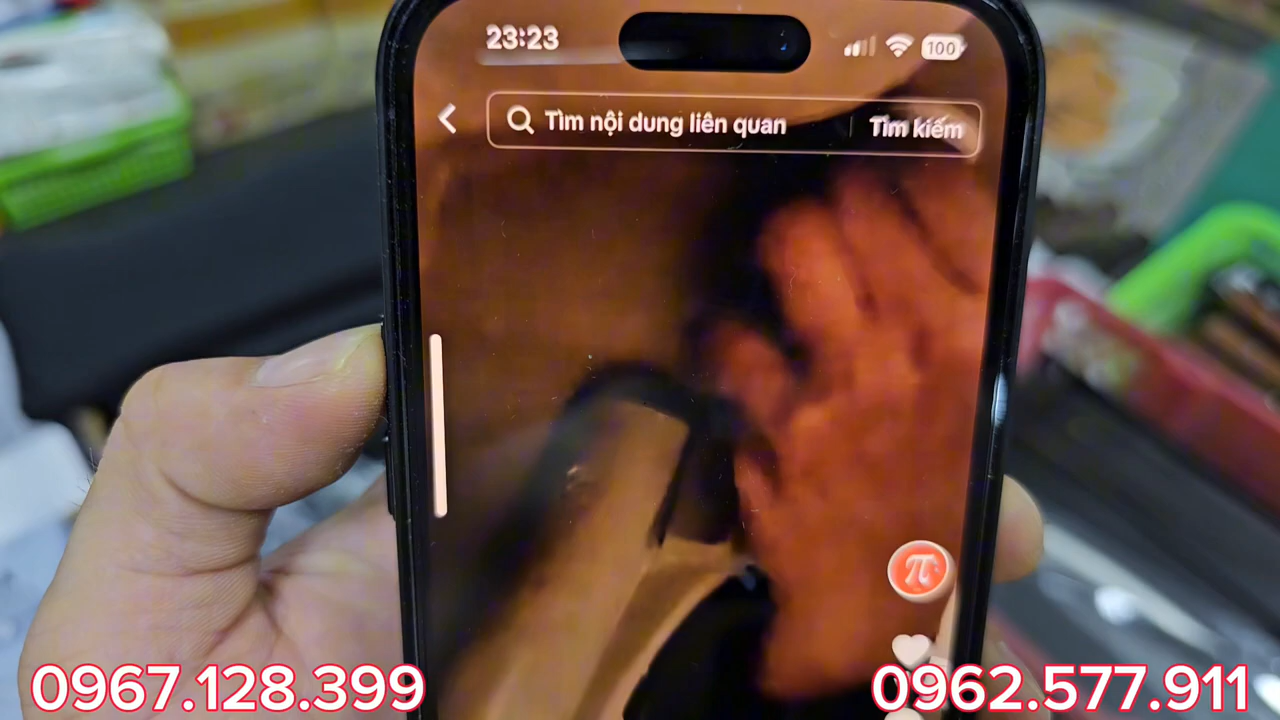 23:23
100
Tìm nội dung liên quan
Tìm kiếm
π
0967.128.399
0962.577.911